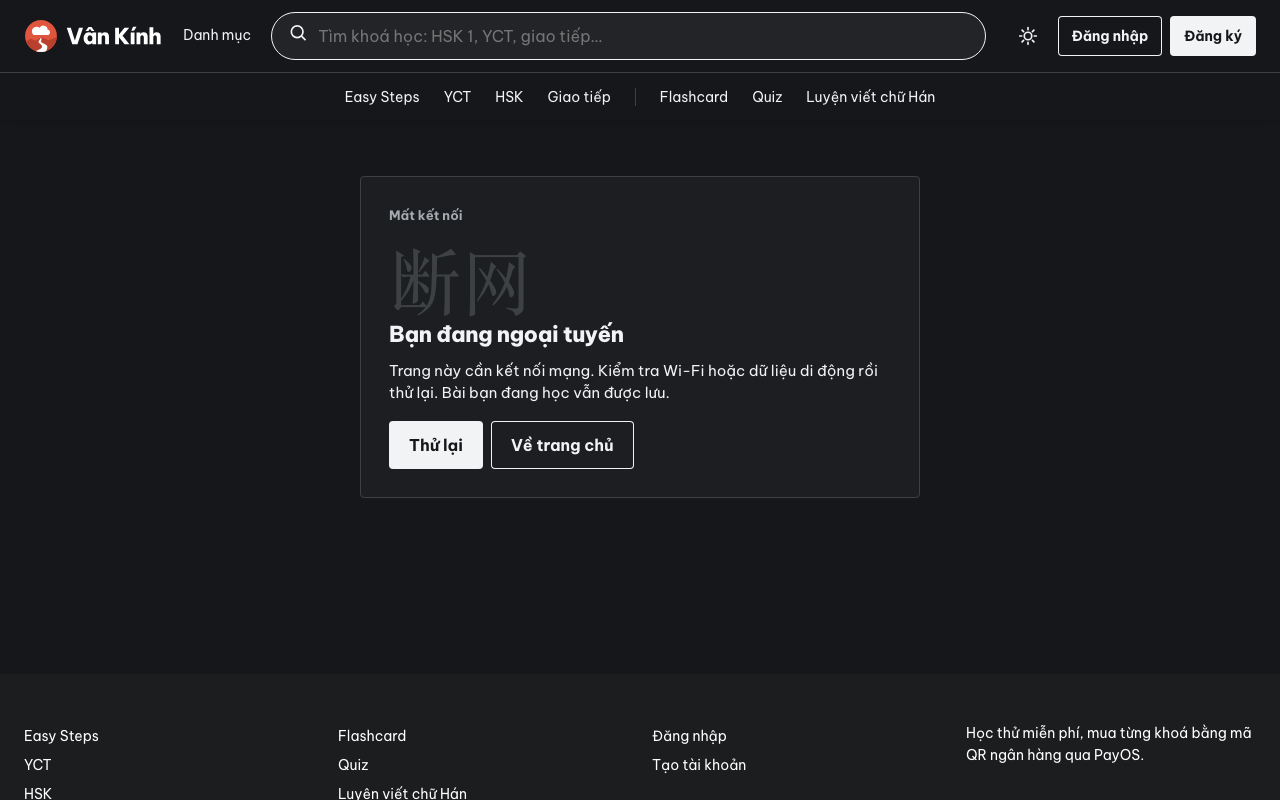 Vân Kính
Danh mục
Tìm khoá học: HSK 1, YCT, giao tiếp...
Đăng nhập
Đăng ký
Easy Steps
YCT
HSK
Giao tiếp
Flashcard
Quiz
Luyện viết chữ Hán
Mất kết nối
断网
Bạn đang ngoại tuyến
Trang này cần kết nối mạng. Kiểm tra Wi-Fi hoặc dữ liệu di động rồi
thử lại. Bài bạn đang học vẫn được lưu.
Thử lại
Về trang chủ
Easy Steps
YCT
HSK
Flashcard
Quiz
Luyện viết chữ Hán
Đăng nhập
Tạo tài khoản
Học thử miễn phí, mua từng khoá bằng mã
QR ngân hàng qua PayOS.